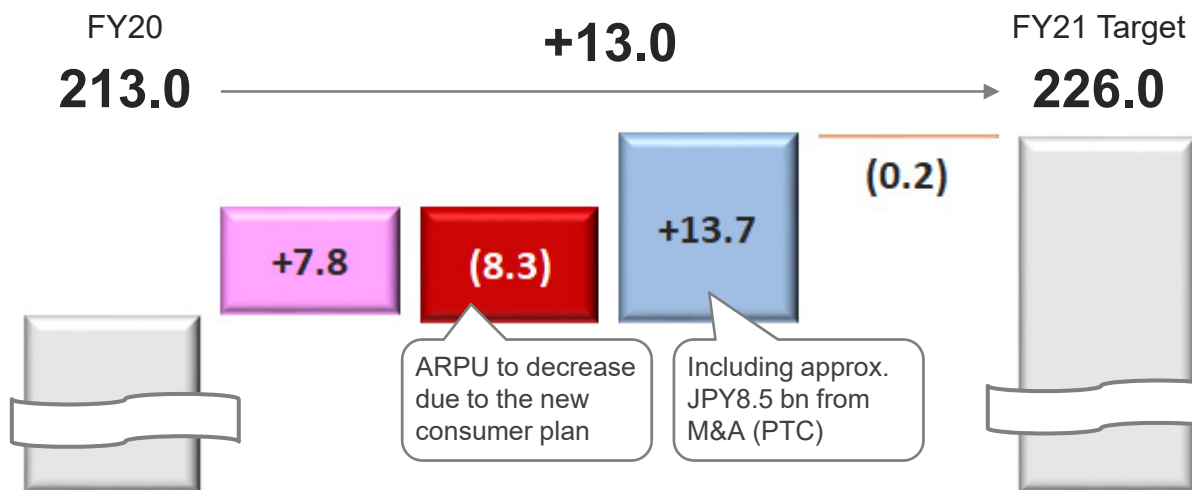 FY20
213.0
+13.0
FY21 Target
226.0
+7.8
(8.3)
+13.7
(0.2)
ARPU to decrease
due to the new
consumer plan
Including approx.
JPY8.5 bn from
M&A (PTC)